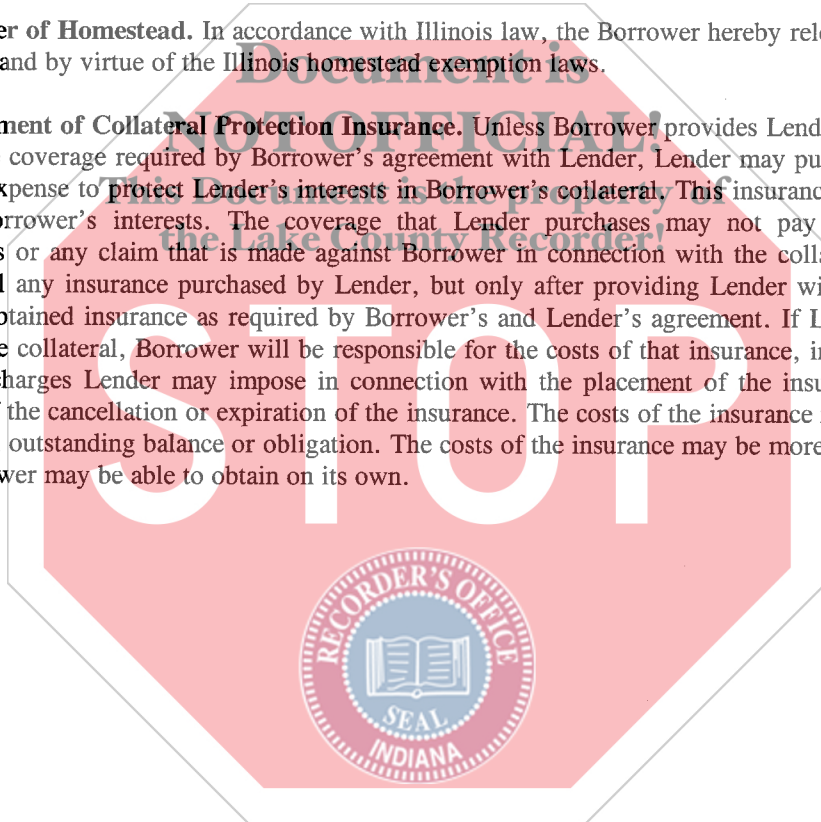 er of Homestead. In accordance with Illinois law, the Borrower hereby rele
and by virtue of the Illinois homestead exemption laws.
Document is
NOT OFFICIAL!
This Document is the property of
the Lake County Recorder!
ment of Collateral Protection Insurance. Unless Borrower provides Lend
coverage required by Borrower’s agreement with Lender, Lender may pu
xpense to protect Lender’s interests in Borrower’s collateral. This insuranc
orrower’s interests. The coverage that Lender purchases may not pay
s or any claim that is made against Borrower in connection with the colla
l any insurance purchased by Lender, but only after providing Lender wi
btained insurance as required by Borrower’s and Lender’s agreement. If L
e collateral, Borrower will be responsible for the costs of that insurance, in
harges Lender may impose in connection with the placement of the insu
the cancellation or expiration of the insurance. The costs of the insurance
outstanding balance or obligation. The costs of the insurance may be more
wer may be able to obtain on its own.
STOP
RECORDER’S OFFICE
SEAL
INDIANA